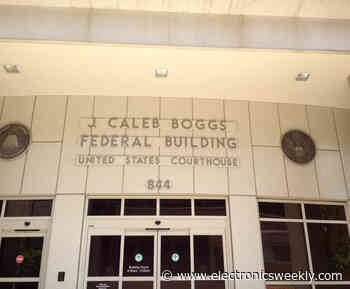 J. CALEB BOGGS
FEDERAL BUILDING
UNITED STATES COURTHOUSE
844
www.electronicsweekly.com